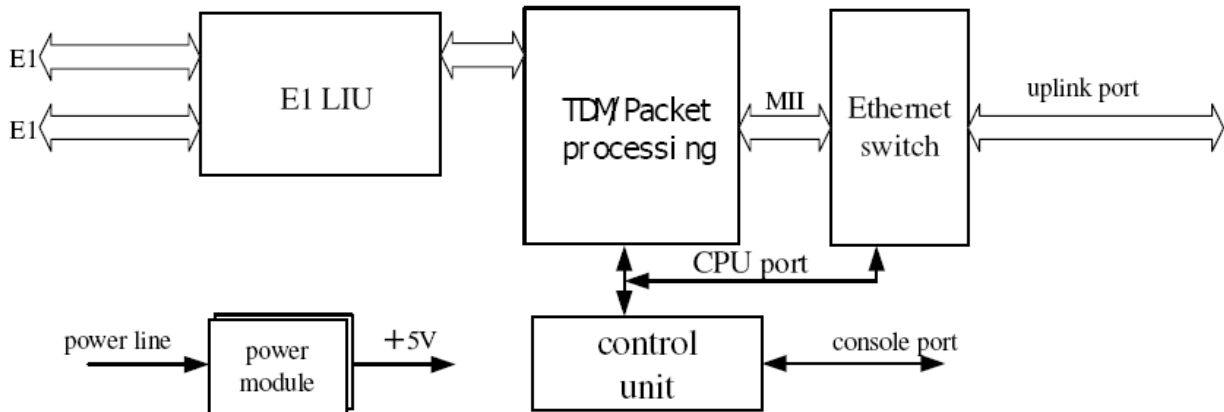 E1
E1
E1 LIU
TDM/Packet
processing
MII
Ethernet
switch
uplink port
CPU port
power line
power
module
+5V
control
unit
console port